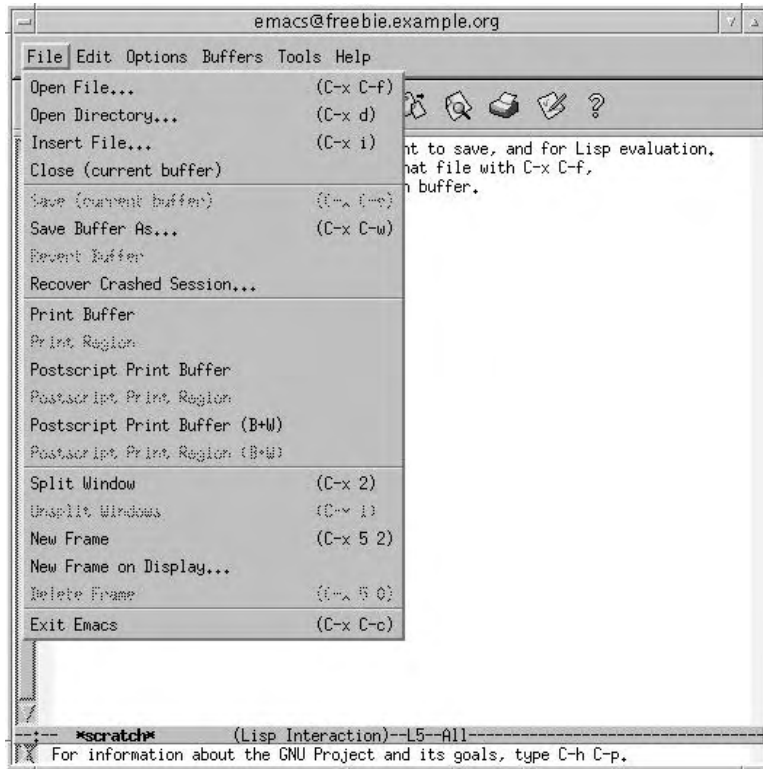 emacs@freebie.example.org
File Edit Options Buffers Tools Help
Open File... (C-x C-f)
Open Directory... (C-x d)
Insert File... (C-x i)
Close (current buffer)
Save (current buffer) (C-x C-s)
Save Buffer As... (C-x C-w)
Revert Buffer
Recover Crashed Session...
Print Buffer
Print Region
Postscript Print Buffer
Postscript Print Region
Postscript Print Buffer (B+W)
Postscript Print Region (B+W)
Split Window (C-x 2)
Unsplit Windows (C-x 1)
New Frame (C-x 5 2)
New Frame on Display...
Delete Frame (C-x 5 0)
Exit Emacs (C-x C-c)
nt to save, and for Lisp evaluation.
hat file with C-x C-f,
n buffer.
--:-- *scratch* (Lisp Interaction)--L5--All----------------------------
For information about the GNU Project and its goals, type C-h C-p.